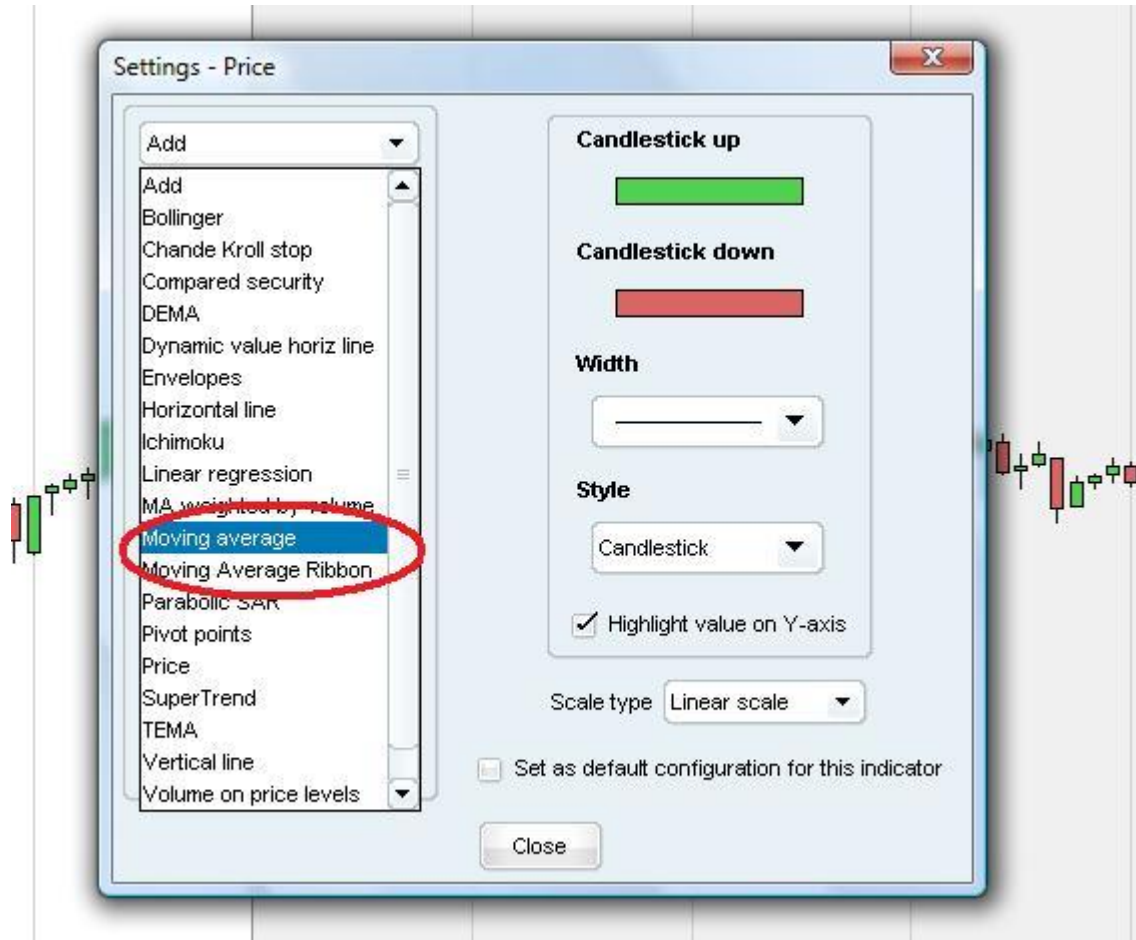 Settings - Price
Add
Add
Bollinger
Chande Kroll stop
Compared security
DEMA
Dynamic value horiz line
Envelopes
Horizontal line
Ichimoku
Linear regression
MA weighted by volume
Moving average
Moving Average Ribbon
Parabolic SAR
Pivot points
Price
SuperTrend
TEMA
Vertical line
Volume on price levels
Candlestick up
Candlestick down
Width
Style
Candlestick
Highlight value on Y-axis
Scale type Linear scale
Set as default configuration for this indicator
Close